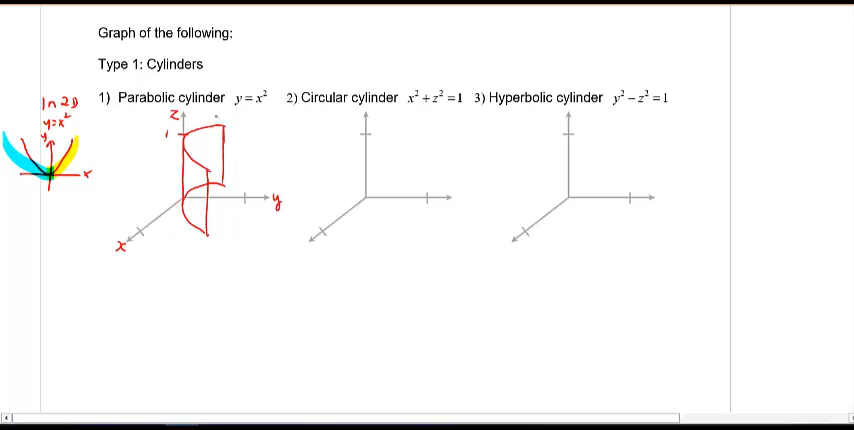 Graph of the following:
Type 1: Cylinders
1) Parabolic cylinder y = x² 2) Circular cylinder x² + z² = 1 3) Hyperbolic cylinder y² − z² = 1
In 2D
y=x²
y
x
z
1
y
x